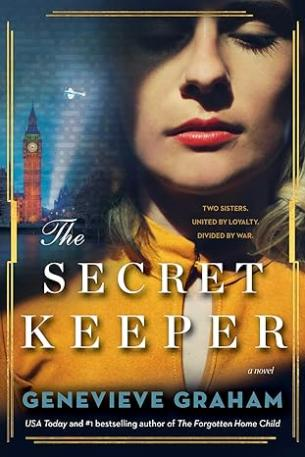 TWO SISTERS.
UNITED BY LOYALTY.
DIVIDED BY WAR.
The
SECRET
KEEPER
a novel
GENEVIEVE GRAHAM
USA Today and #1 bestselling author of The Forgotten Home Child